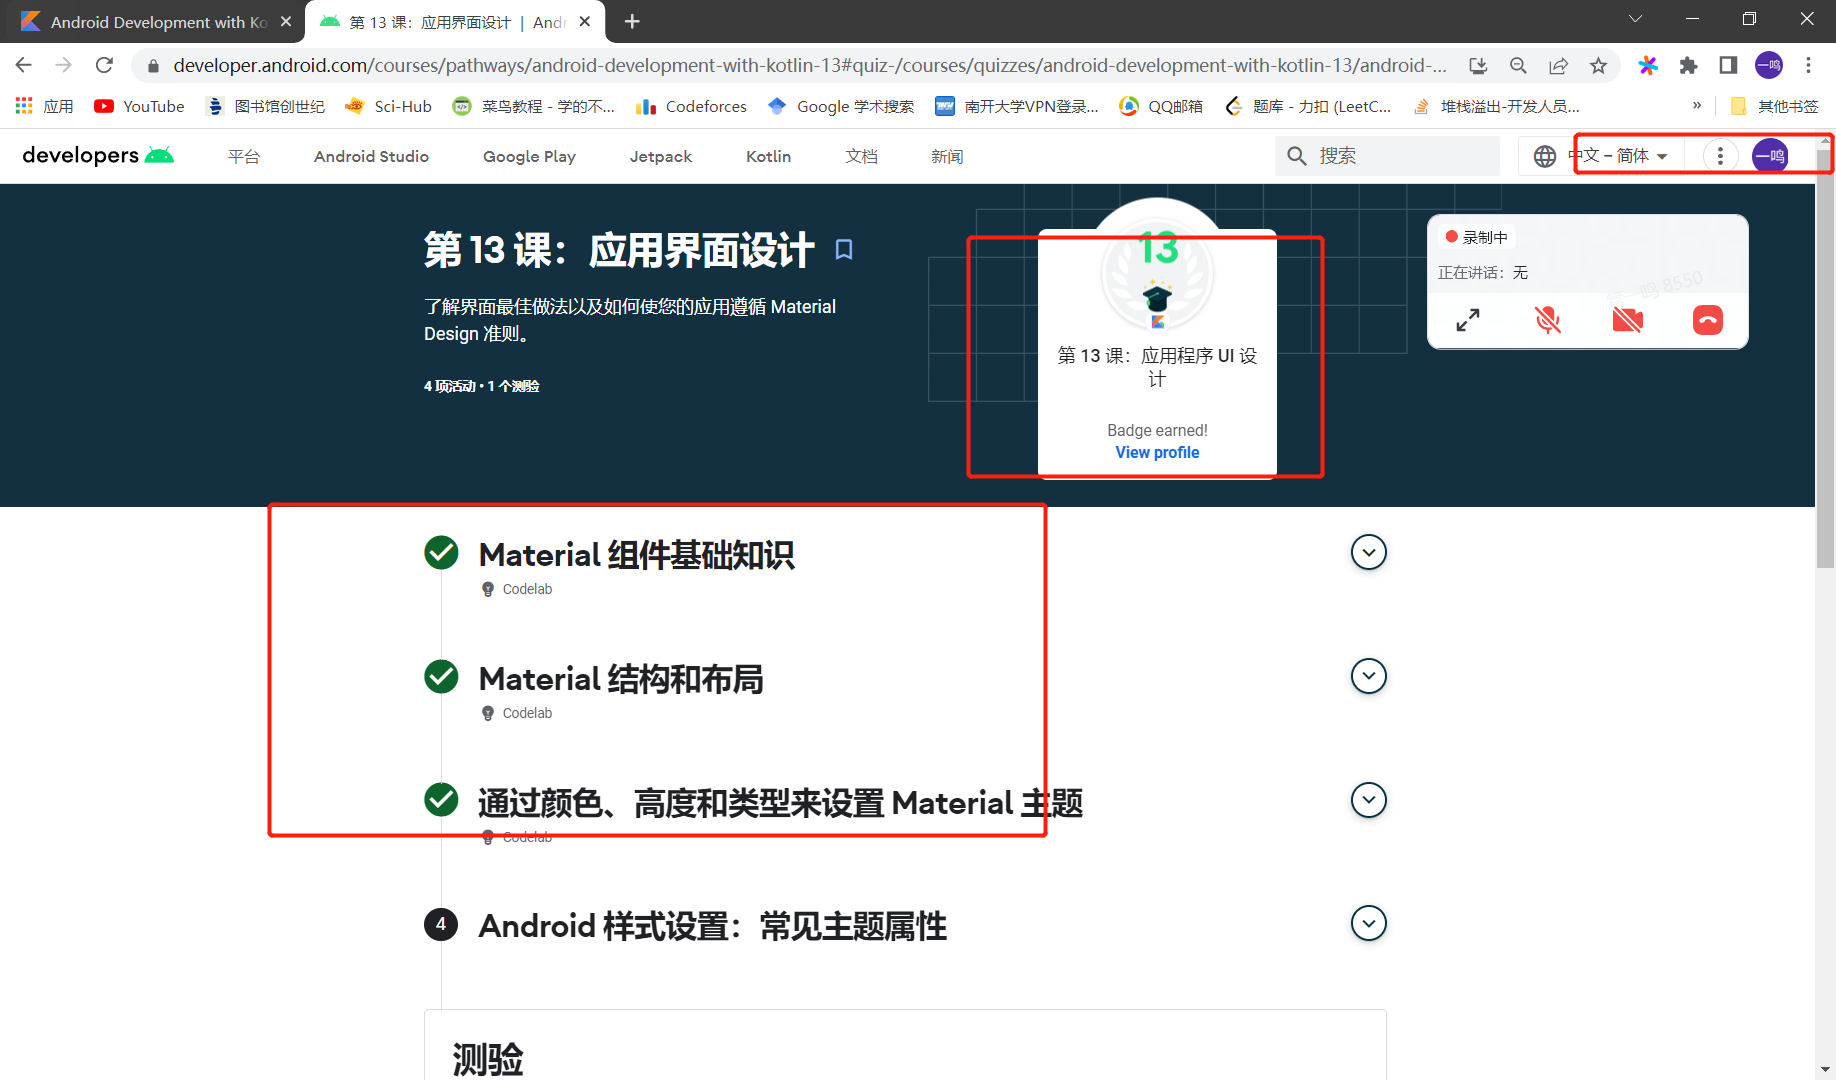 Android Development with Ko
第 13 课：应用界面设计 | Andr
developer.android.com/courses/pathways/android-development-with-kotlin-13#quiz-/courses/quizzes/android-development-with-kotlin-13/android-...
一鸣
应用 YouTube 图书馆创世纪 Sci-Hub 菜鸟教程 - 学的不... Codeforces Google 学术搜索 南开大学VPN登录... QQ邮箱 题库 - 力扣 (LeetC... 堆栈溢出-开发人员... » 其他书签
developers 平台 Android Studio Google Play Jetpack Kotlin 文档 新闻 搜索 中文 – 简体 一鸣
第 13 课：应用界面设计
了解界面最佳做法以及如何使您的应用遵循 Material
Design 准则。
4 项活动 • 1 个测验
13
第 13 课：应用程序 UI 设
计
Badge earned!
View profile
录制中
正在讲话：无
一鸣 8550
Material 组件基础知识
Codelab
Material 结构和布局
Codelab
通过颜色、高度和类型来设置 Material 主题
Codelab
4 Android 样式设置：常见主题属性
测验